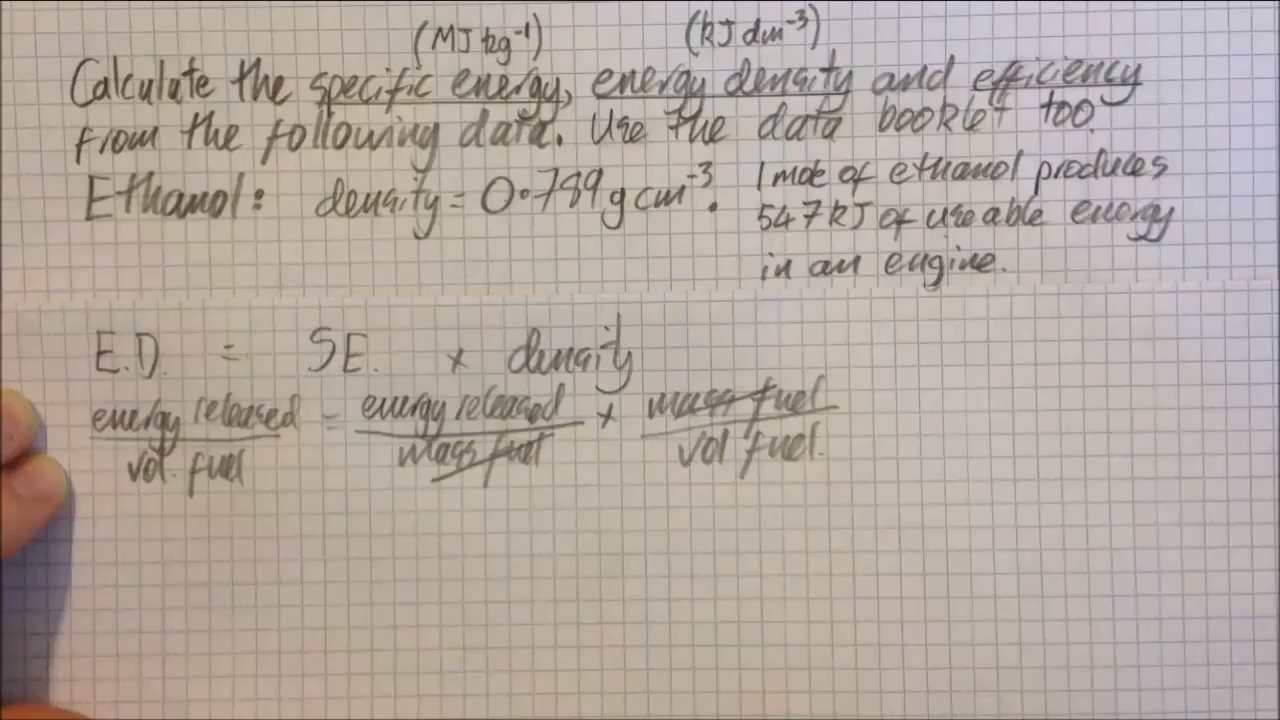 (MJ kg⁻¹) (kJ dm⁻³)
Calculate the specific energy, energy density and efficiency
from the following data. Use the data booklet too.
Ethanol: density = 0.789 g cm⁻³. 1 mole of ethanol produces
547 kJ of useable energy
in an engine.
E.D. = S.E. × density
energy released = energy released × mass fuel
vol. fuel mass fuel vol fuel.